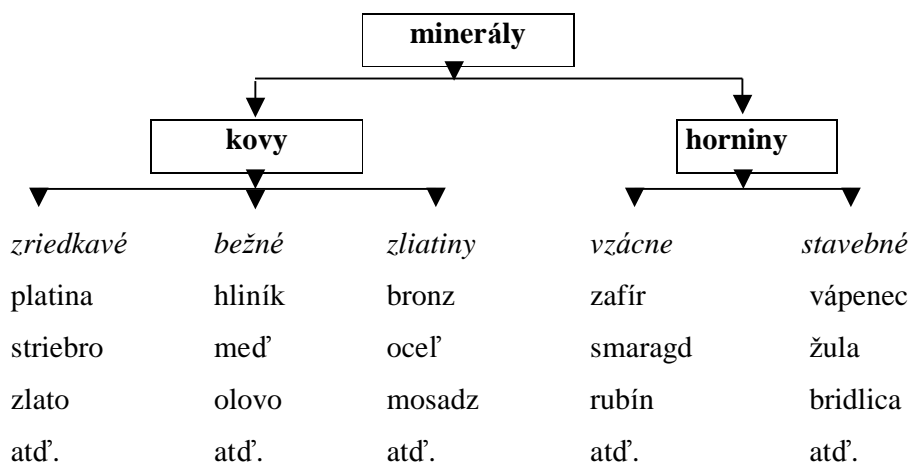 minerály
kovy horniny
zriedkavé bežné zliatiny vzácne stavebné
platina hliník bronz zafír vápenec
striebro meď oceľ smaragd žula
zlato olovo mosadz rubín bridlica
atď. atď. atď. atď. atď.